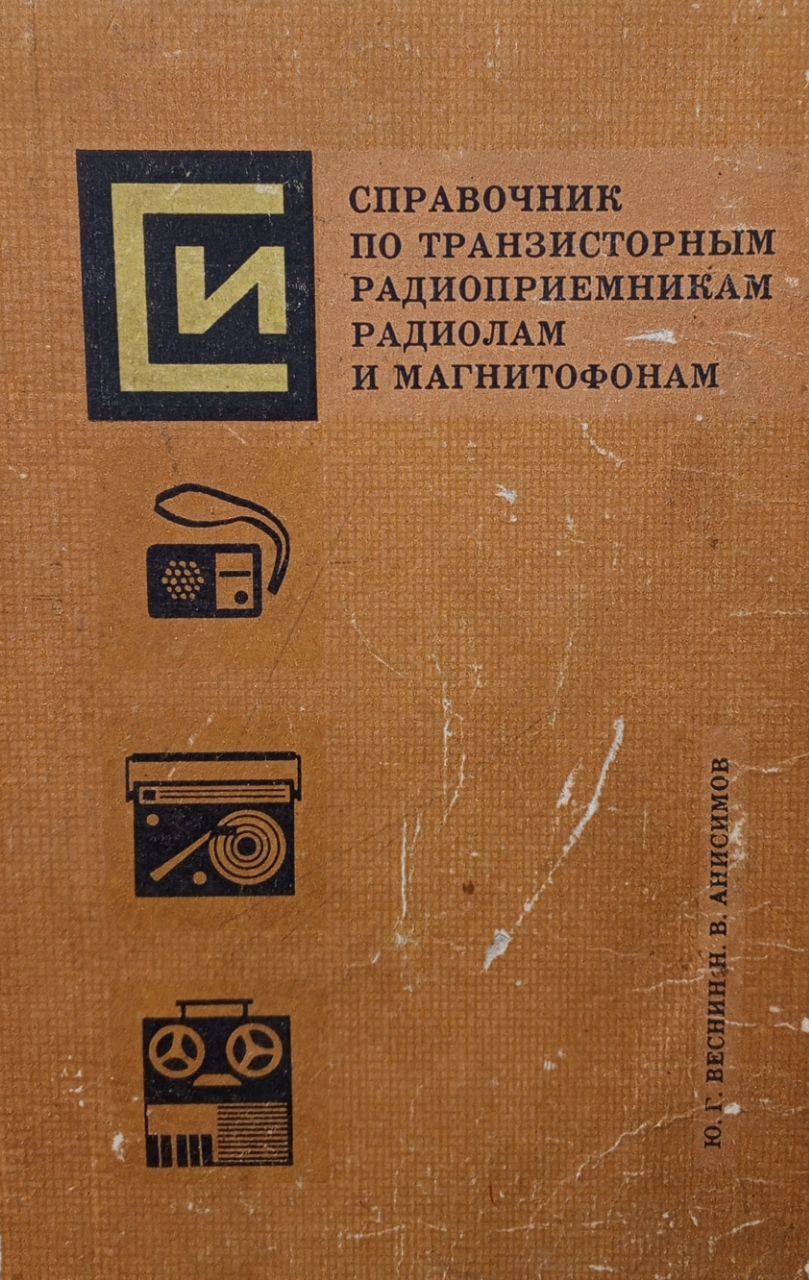 СИ
СПРАВОЧНИК
ПО ТРАНЗИСТОРНЫМ
РАДИОПРИЕМНИКАМ
РАДИОЛАМ
И МАГНИТОФОНАМ
Ю. Г. ВЕСНИН, Н. В. АНИСИМОВ